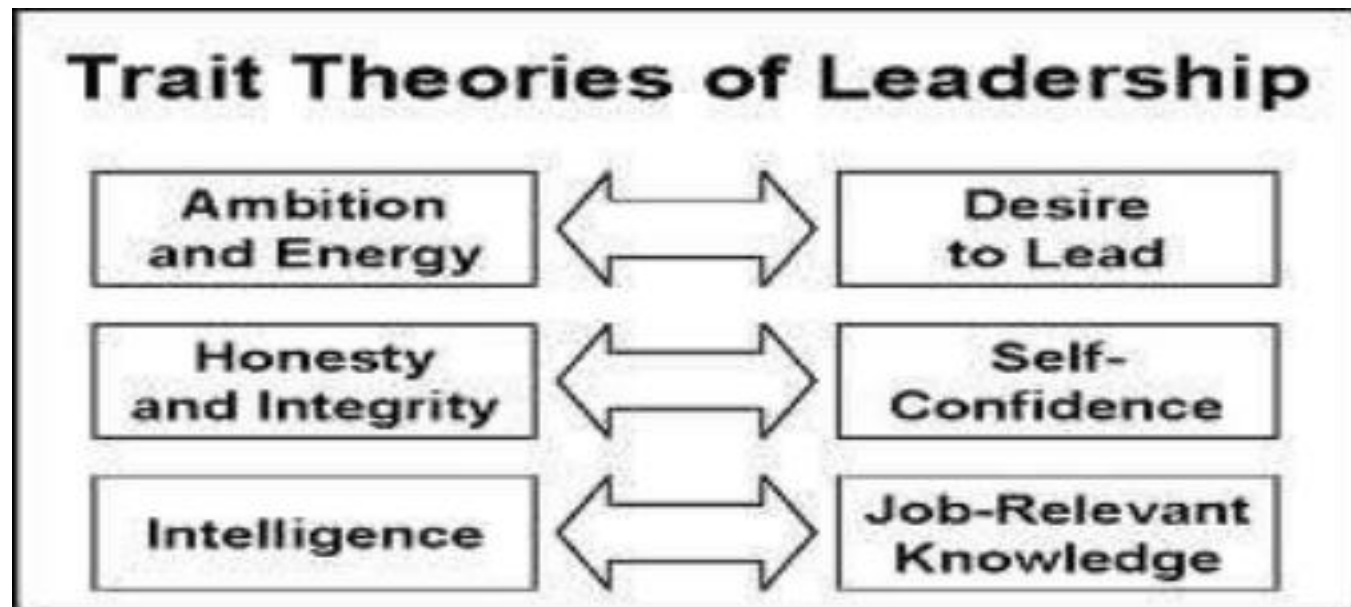 Trait Theories of Leadership
Ambition
and Energy
Desire
to Lead
Honesty
and Integrity
Self-
Confidence
Intelligence
Job-Relevant
Knowledge